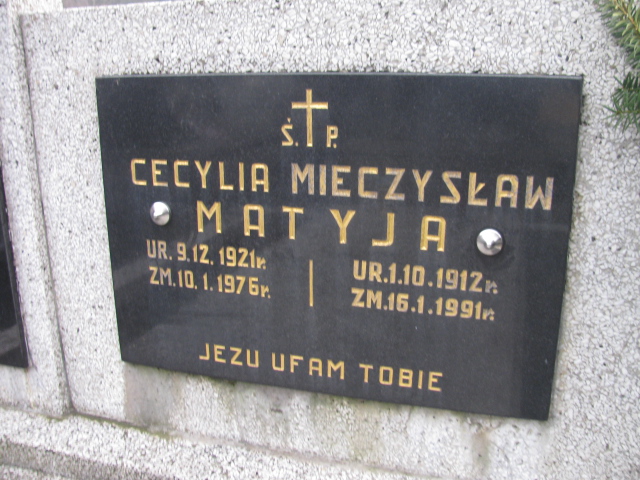 Ś. P.
CECYLIA MIECZYSŁAW
MATYJA
UR. 9.12.1921r. UR.1.10.1912r.
ZM.10.1.1976r. ZM.16.1.1991r.
JEZU UFAM TOBIE